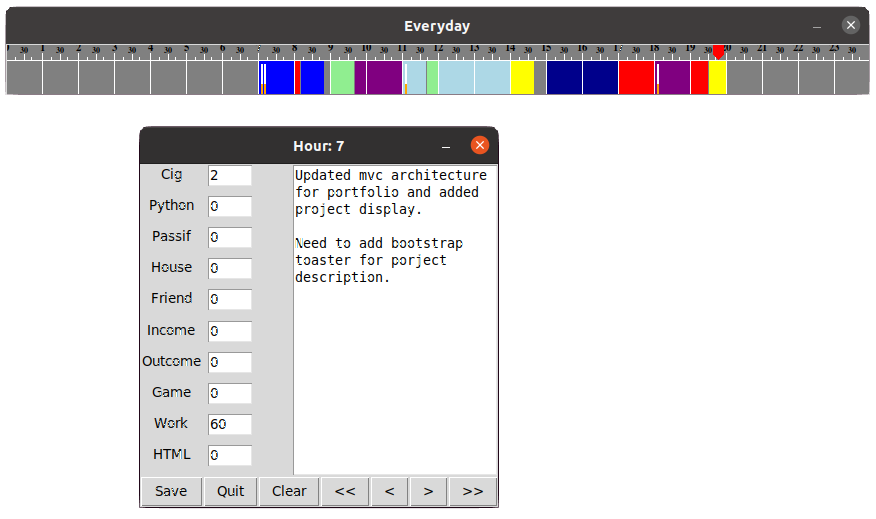 Everyday
30 1 30 2 30 3 30 4 30 5 30 6 30 7 30 8 30 9 30 10 30 11 30 12 30 13 30 14 30 15 30 16 30 17 30 18 30 19 30 20 30 21 30 22 30 23 30
Hour: 7
Cig 2
Python 0
Passif 0
House 0
Friend 0
Income 0
Outcome 0
Game 0
Work 60
HTML 0
Updated mvc architecture
for portfolio and added
project display.
Need to add bootstrap
toaster for porject
description.
Save Quit Clear << < > >>